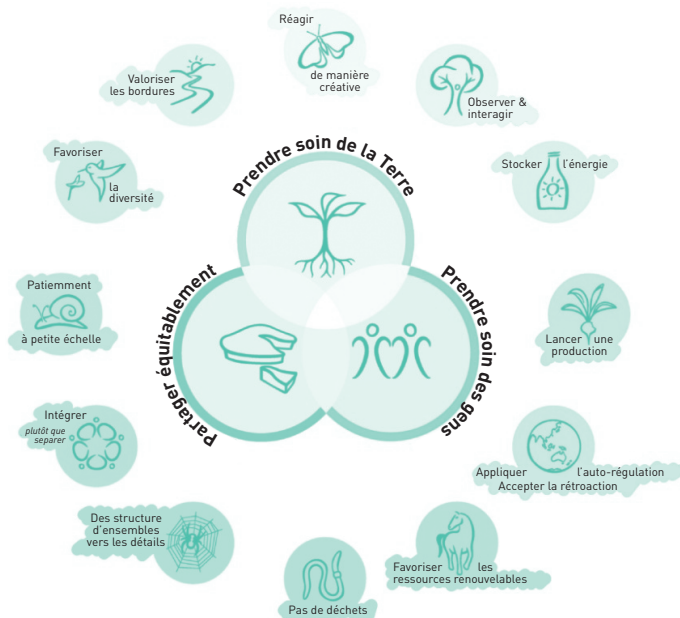 Réagir
de manière
créative
Observer &
interagir
Stocker l'énergie
Lancer une
production
Appliquer l'auto-régulation
Accepter la rétroaction
Favoriser les
ressources renouvelables
Pas de déchets
Des structure
d'ensembles
vers les détails
Intégrer
plutôt que
separer
Patiemment
à petite échelle
Favoriser
la
diversité
Valoriser
les bordures
Prendre soin de la Terre
Prendre soin des gens
Partager équitablement